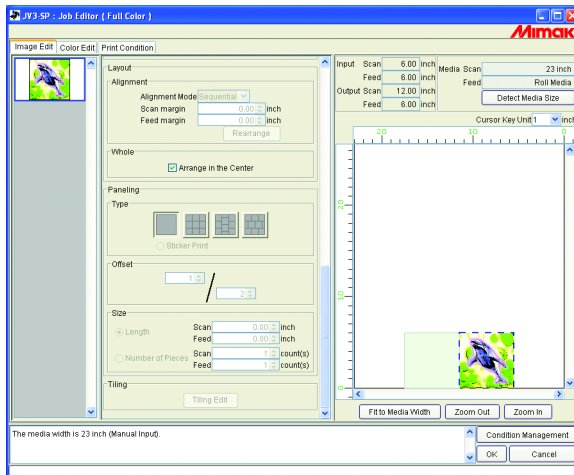 JV3-SP : Job Editor ( Full Color )
Mimaki
Image Edit Color Edit Print Condition
Layout
Alignment
Alignment Mode Sequential
Scan margin 0.00 inch
Feed margin 0.00 inch
Rearrange
Whole
Arrange in the Center
Paneling
Type
Sticker Print
Offset
1
2
Size
Length
Scan 0.00 inch
Feed 0.00 inch
Number of Pieces
Scan 1 count(s)
Feed 1 count(s)
Tiling
Tiling Edit
Input Scan 6.00 inch
Feed 6.00 inch
Output Scan 12.00 inch
Feed 6.00 inch
Media Scan 23 inch
Feed Roll Media
Detect Media Size
Cursor Key Unit 1 inch
20 10 0
20
10
0
Fit to Media Width Zoom Out Zoom In
The media width is 23 inch (Manual Input).
Condition Management
OK Cancel